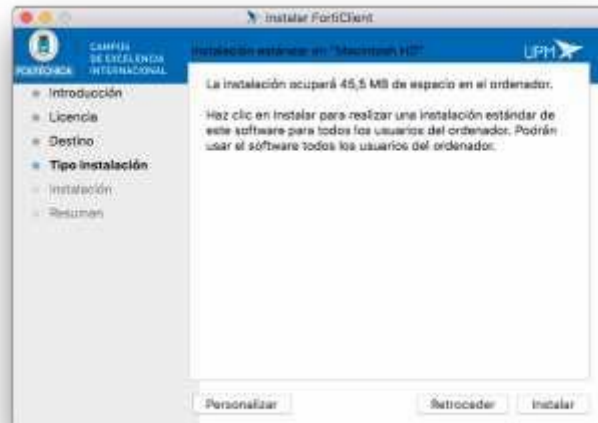 Instalar FortiClient
POLITÉCNICA
CAMPUS
DE EXCELENCIA
INTERNACIONAL
Instalación estándar en "Macintosh HD"
UPM
Introducción
Licencia
Destino
Tipo Instalación
Instalación
Resumen
La instalación ocupará 45,5 MB de espacio en el ordenador.
Haz clic en Instalar para realizar una instalación estándar de
este software para todos los usuarios del ordenador. Podrán
usar el software todos los usuarios del ordenador.
Personalizar
Retroceder
Instalar